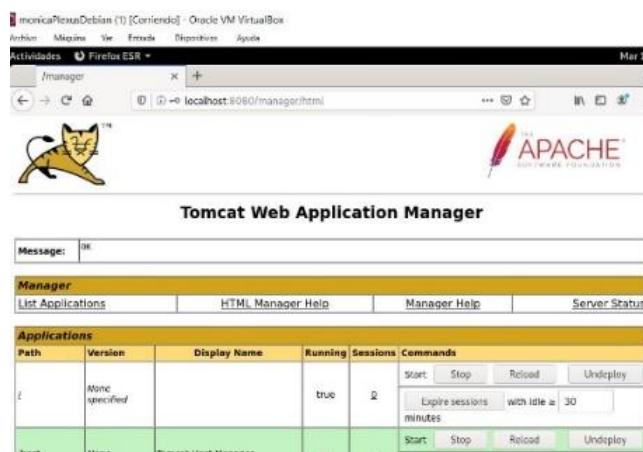 monicaPlexusDebian (1) [Corriendo] - Oracle VM VirtualBox
Archivo Máquina Ver Entrada Dispositivos Ayuda
Actividades Firefox ESR Mar
/manager
localhost:8080/manager/html
TM
THE
APACHE
SOFTWARE FOUNDATION
Tomcat Web Application Manager
Message: OK
Manager
List Applications HTML Manager Help Manager Help Server Status
Applications
Path Version Display Name Running Sessions Commands
Start Stop Reload Undeploy
/ None specified true 0
Expire sessions with idle ≥ 30 minutes
Start Stop Reload Undeploy